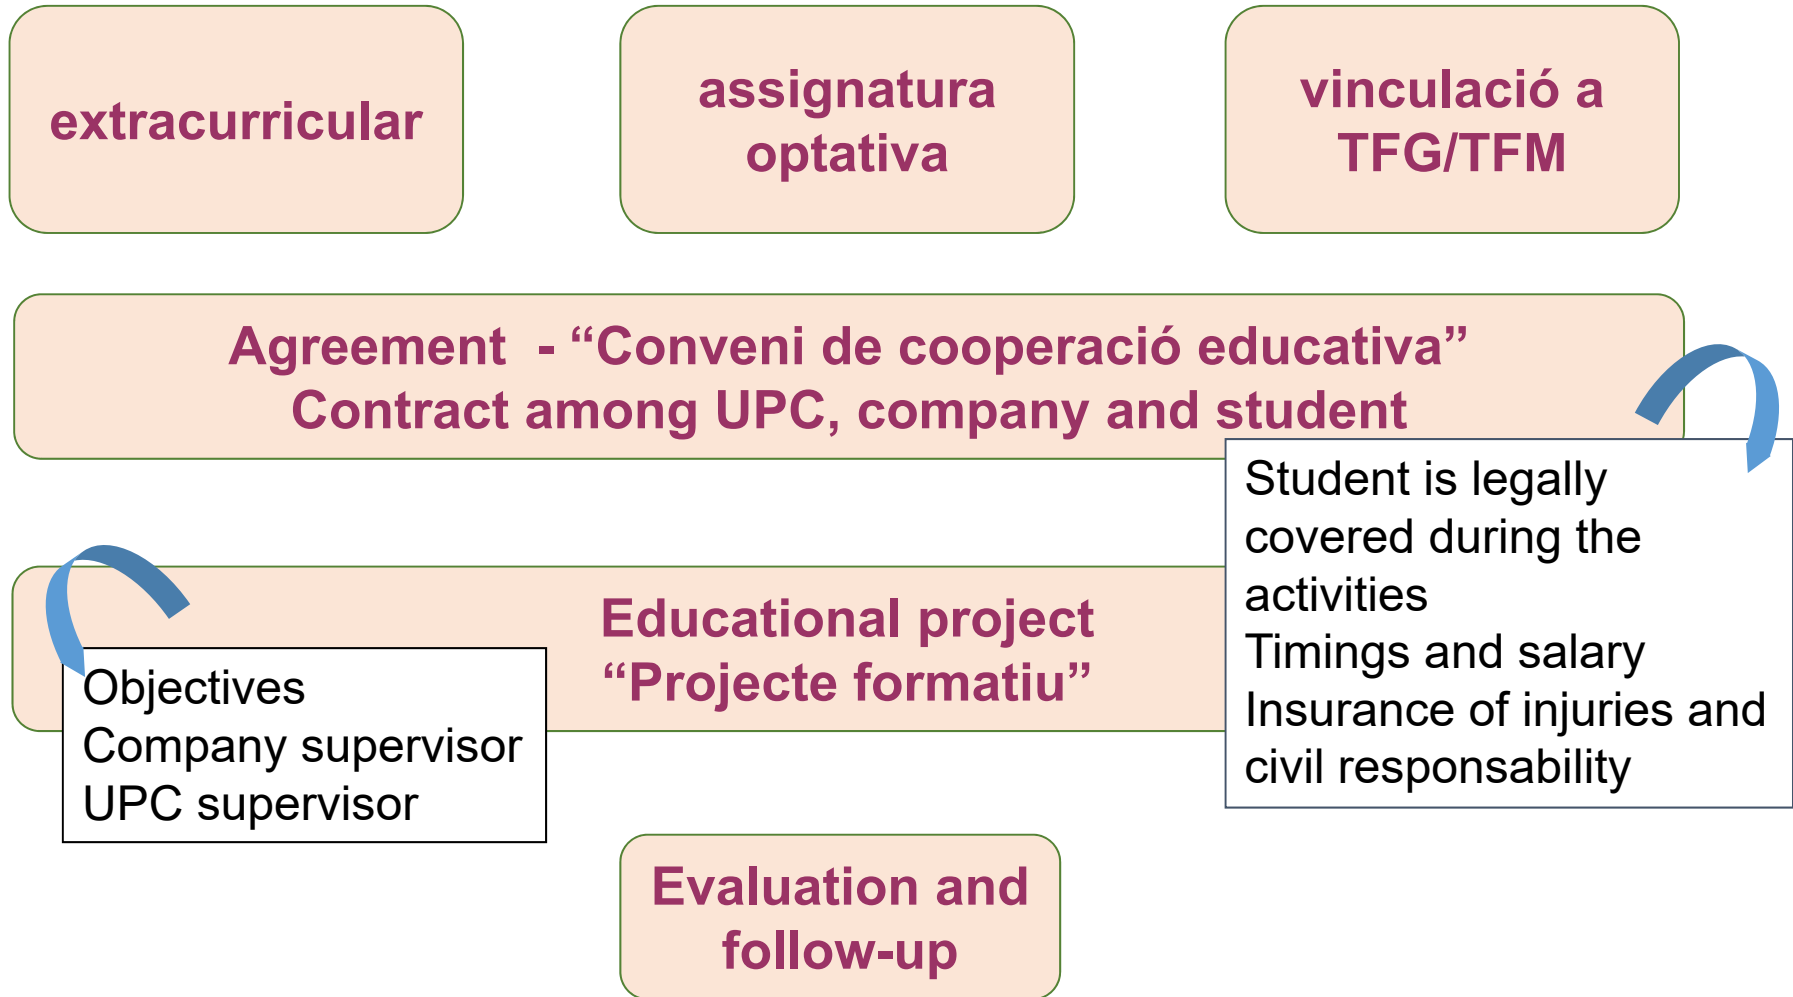 extracurricular
assignatura
optativa
vinculació a
TFG/TFM
Agreement  - “Conveni de cooperació educativa”
Contract among UPC, company and student
Student is legally
covered during the
activities
Timings and salary
Insurance of injuries and
civil responsability
Educational project
“Projecte formatiu”
Objectives
Company supervisor
UPC supervisor
Evaluation and
follow-up